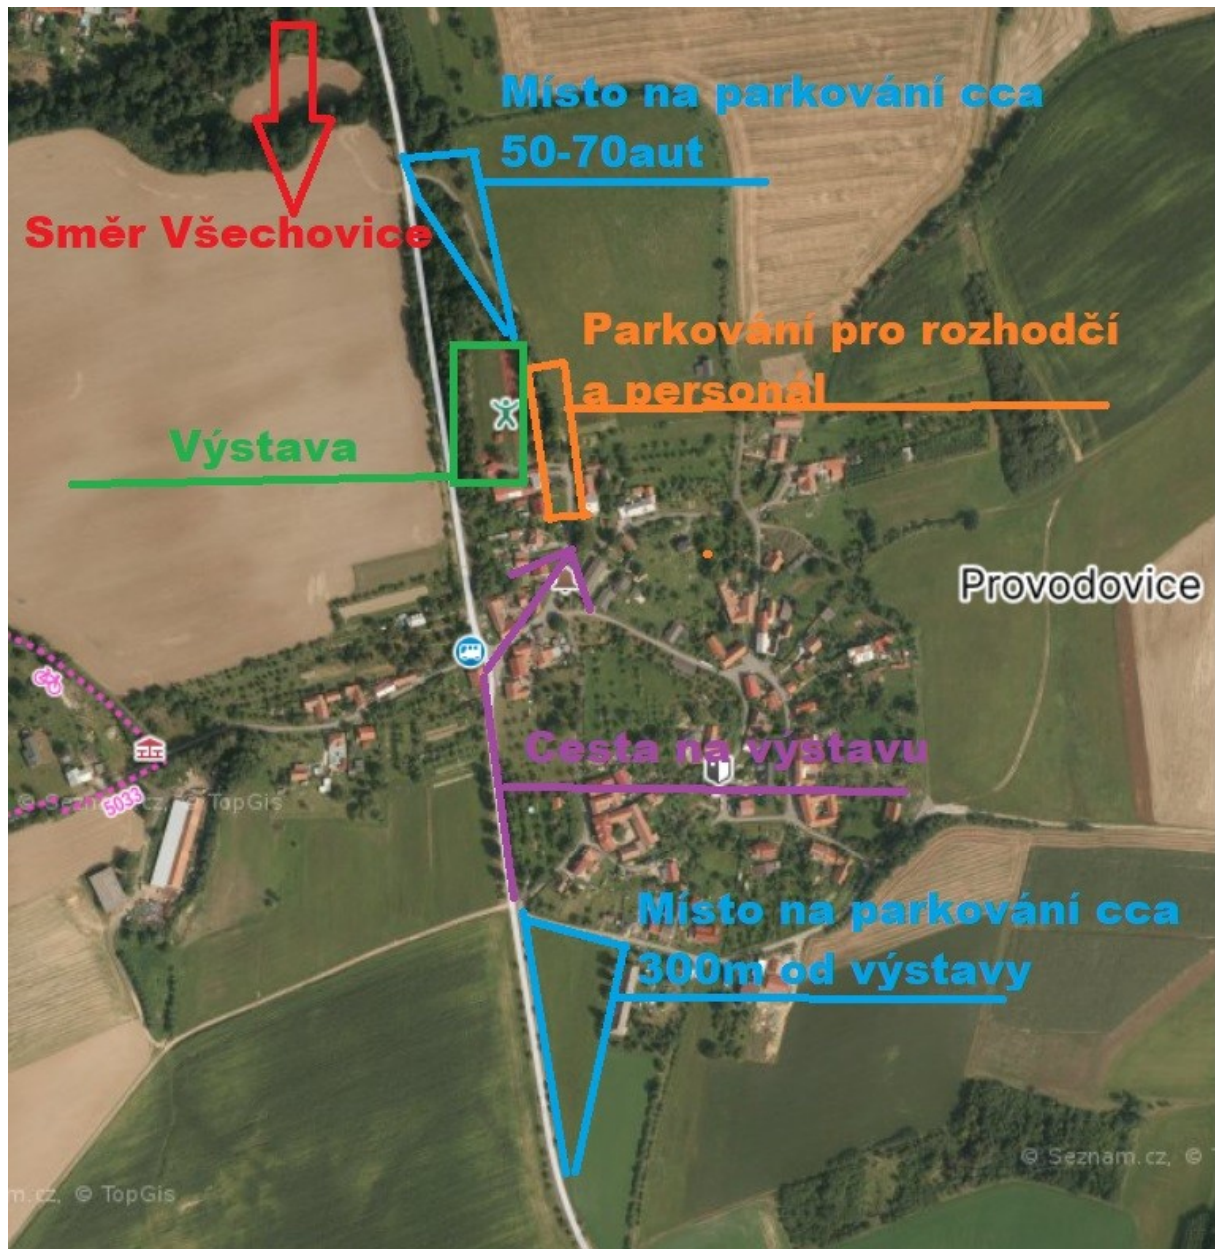 Místo na parkování cca
50-70aut
Směr Všechovice
Parkování pro rozhodčí
a personál
Výstava
Provodovice
Cesta na výstavu
5033
© Seznam.cz, © TopGis
Místo na parkování cca
300m od výstavy
© Seznam.cz, ©
m.cz, © TopGis